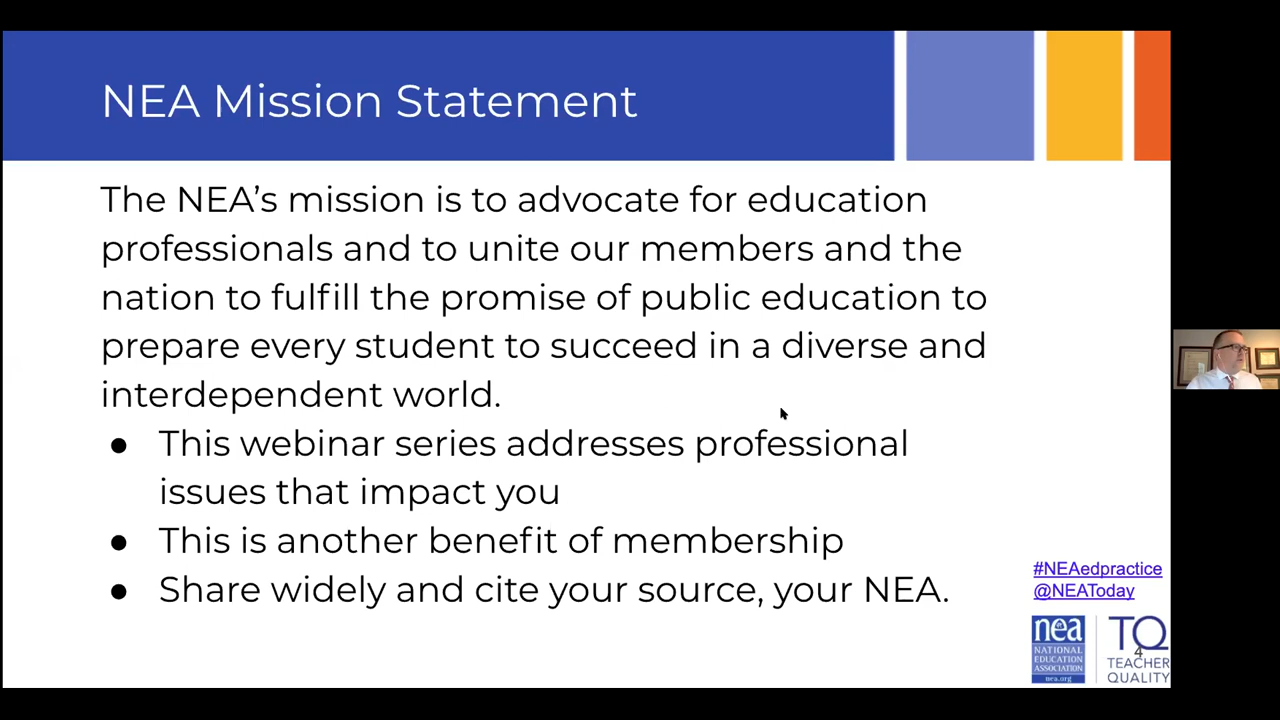 NEA Mission Statement
The NEA’s mission is to advocate for education
professionals and to unite our members and the
nation to fulfill the promise of public education to
prepare every student to succeed in a diverse and
interdependent world.
● This webinar series addresses professional
issues that impact you
● This is another benefit of membership
● Share widely and cite your source, your NEA.
#NEAedpractice
@NEAToday
nea
NATIONAL
EDUCATION
ASSOCIATION
nea.org
TQ
4
TEACHER
QUALITY